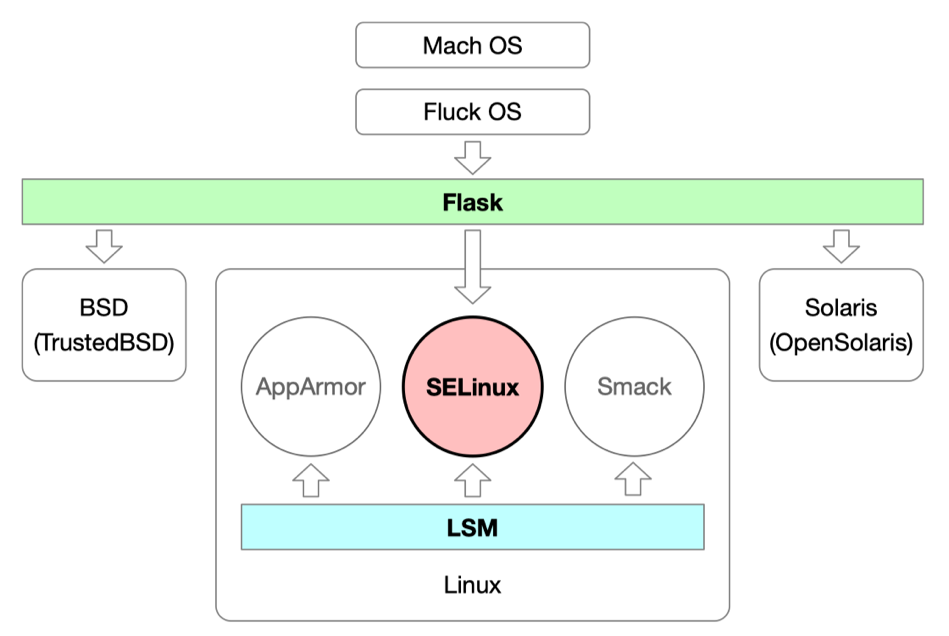 Mach OS
Fluck OS
Flask
BSD
(TrustedBSD)
Solaris
(OpenSolaris)
AppArmor
SELinux
Smack
LSM
Linux